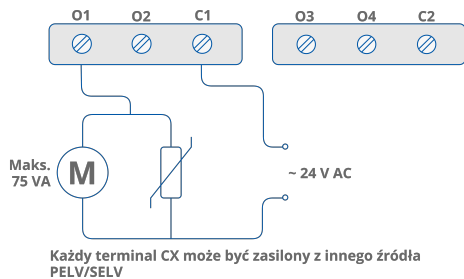 O1 O2 C1 O3 O4 C2
Maks.
75 VA
M
~ 24 V AC
Każdy terminal CX może być zasilony z innego źródła
PELV/SELV